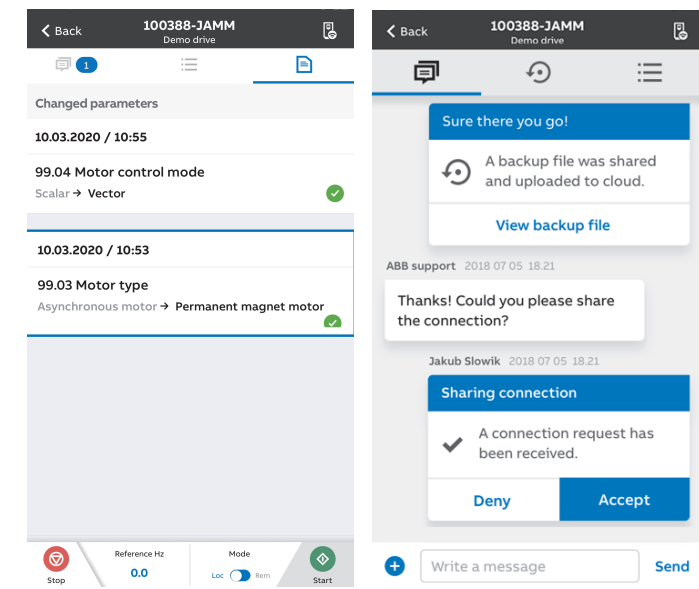 Back
100388-JAMM
Demo drive
1
Changed parameters
10.03.2020 / 10:55
99.04 Motor control mode
Scalar → Vector
10.03.2020 / 10:53
99.03 Motor type
Asynchronous motor → Permanent magnet motor
Stop
Reference Hz
0.0
Mode
Loc
Rem
Start
Back
100388-JAMM
Demo drive
Sure there you go!
A backup file was shared
and uploaded to cloud.
View backup file
ABB support 2018 07 05 18.21
Thanks! Could you please share
the connection?
Jakub Slowik 2018 07 05 18.21
Sharing connection
A connection request has
been received.
Deny
Accept
Write a message
Send